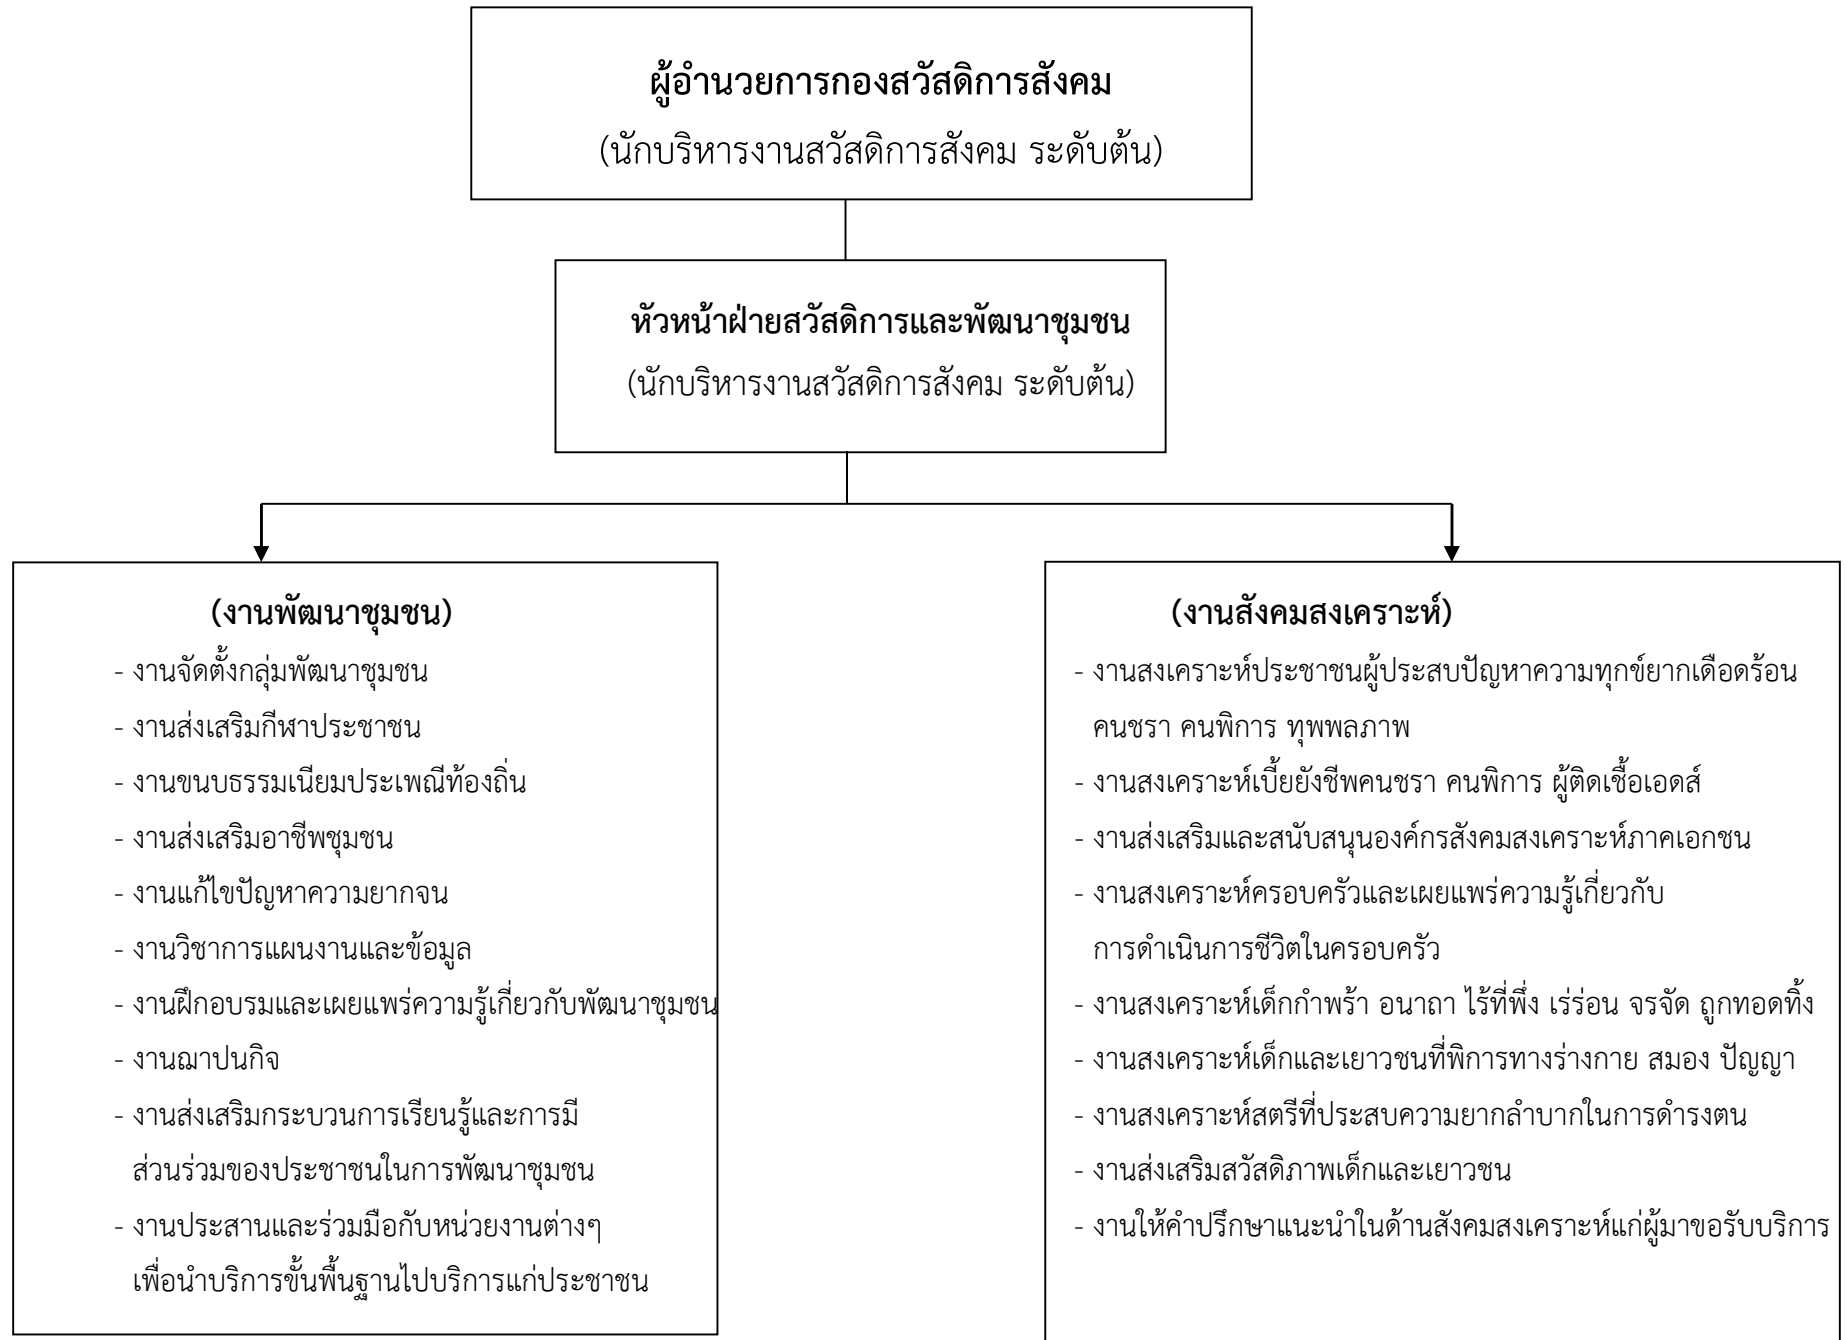 ผู้อำนวยการกองสวัสดิการสังคม
(นักบริหารงานสวัสดิการสังคม ระดับต้น)
หัวหน้าฝ่ายสวัสดิการและพัฒนาชุมชน
(นักบริหารงานสวัสดิการสังคม ระดับต้น)
(งานพัฒนาชุมชน)
- งานจัดตั้งกลุ่มพัฒนาชุมชน
- งานส่งเสริมกีฬาประชาชน
- งานขนบธรรมเนียมประเพณีท้องถิ่น
- งานส่งเสริมอาชีพชุมชน
- งานแก้ไขปัญหาความยากจน
- งานวิชาการแผนงานและข้อมูล
- งานฝึกอบรมและเผยแพร่ความรู้เกี่ยวกับพัฒนาชุมชน
- งานฌาปนกิจ
- งานส่งเสริมกระบวนการเรียนรู้และการมี
ส่วนร่วมของประชาชนในการพัฒนาชุมชน
- งานประสานและร่วมมือกับหน่วยงานต่างๆ
เพื่อนำบริการขั้นพื้นฐานไปบริการแก่ประชาชน
(งานสังคมสงเคราะห์)
- งานสงเคราะห์ประชาชนผู้ประสบปัญหาความทุกข์ยากเดือดร้อน
คนชรา คนพิการ ทุพพลภาพ
- งานสงเคราะห์เบี้ยยังชีพคนชรา คนพิการ ผู้ติดเชื้อเอดส์
- งานส่งเสริมและสนับสนุนองค์กรสังคมสงเคราะห์ภาคเอกชน
- งานสงเคราะห์ครอบครัวและเผยแพร่ความรู้เกี่ยวกับ
การดำเนินการชีวิตในครอบครัว
- งานสงเคราะห์เด็กกำพร้า อนาถา ไร้ที่พึ่ง เร่ร่อน จรจัด ถูกทอดทิ้ง
- งานสงเคราะห์เด็กและเยาวชนที่พิการทางร่างกาย สมอง ปัญญา
- งานสงเคราะห์สตรีที่ประสบความยากลำบากในการดำรงตน
- งานส่งเสริมสวัสดิภาพเด็กและเยาวชน
- งานให้คำปรึกษาแนะนำในด้านสังคมสงเคราะห์แก่ผู้มาขอรับบริการ